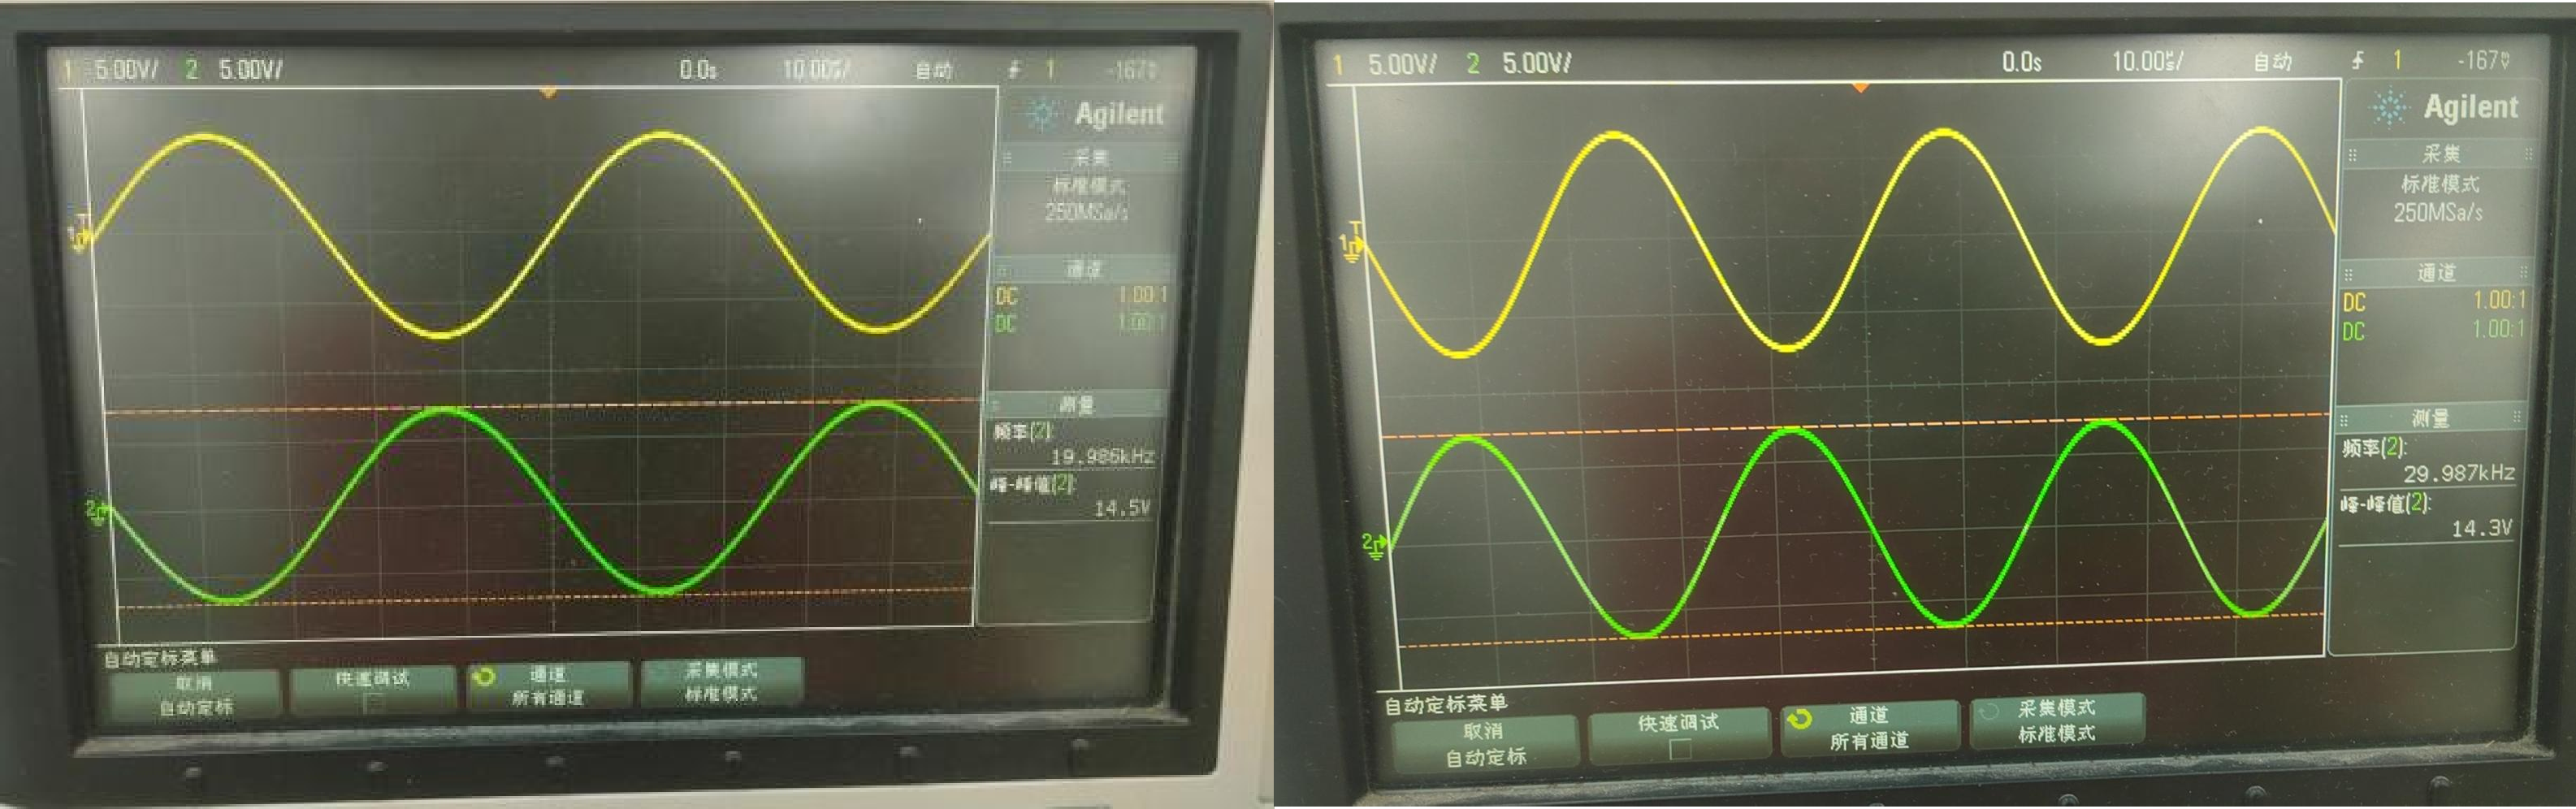 1 5.00V/ 2 5.00V/ 0.0s 10.00㎲/ 自动 1 -167
Agilent
采集
标准模式
250MSa/s
通道
DC 1.00:1
DC 1.00:1
测量
频率(2):
19.986kHz
峰-峰值(2):
14.5V
T
1
2
自动定标菜单
取消
自动定标
快速调试
通道
所有通道
采集模式
标准模式
1 5.00V/ 2 5.00V/ 0.0s 10.00㎲/ 自动 1 -167
Agilent
采集
标准模式
250MSa/s
通道
DC 1.00:1
DC 1.00:1
测量
频率(2):
29.987kHz
峰-峰值(2):
14.3V
T
1
2
自动定标菜单
取消
自动定标
快速调试
通道
所有通道
采集模式
标准模式